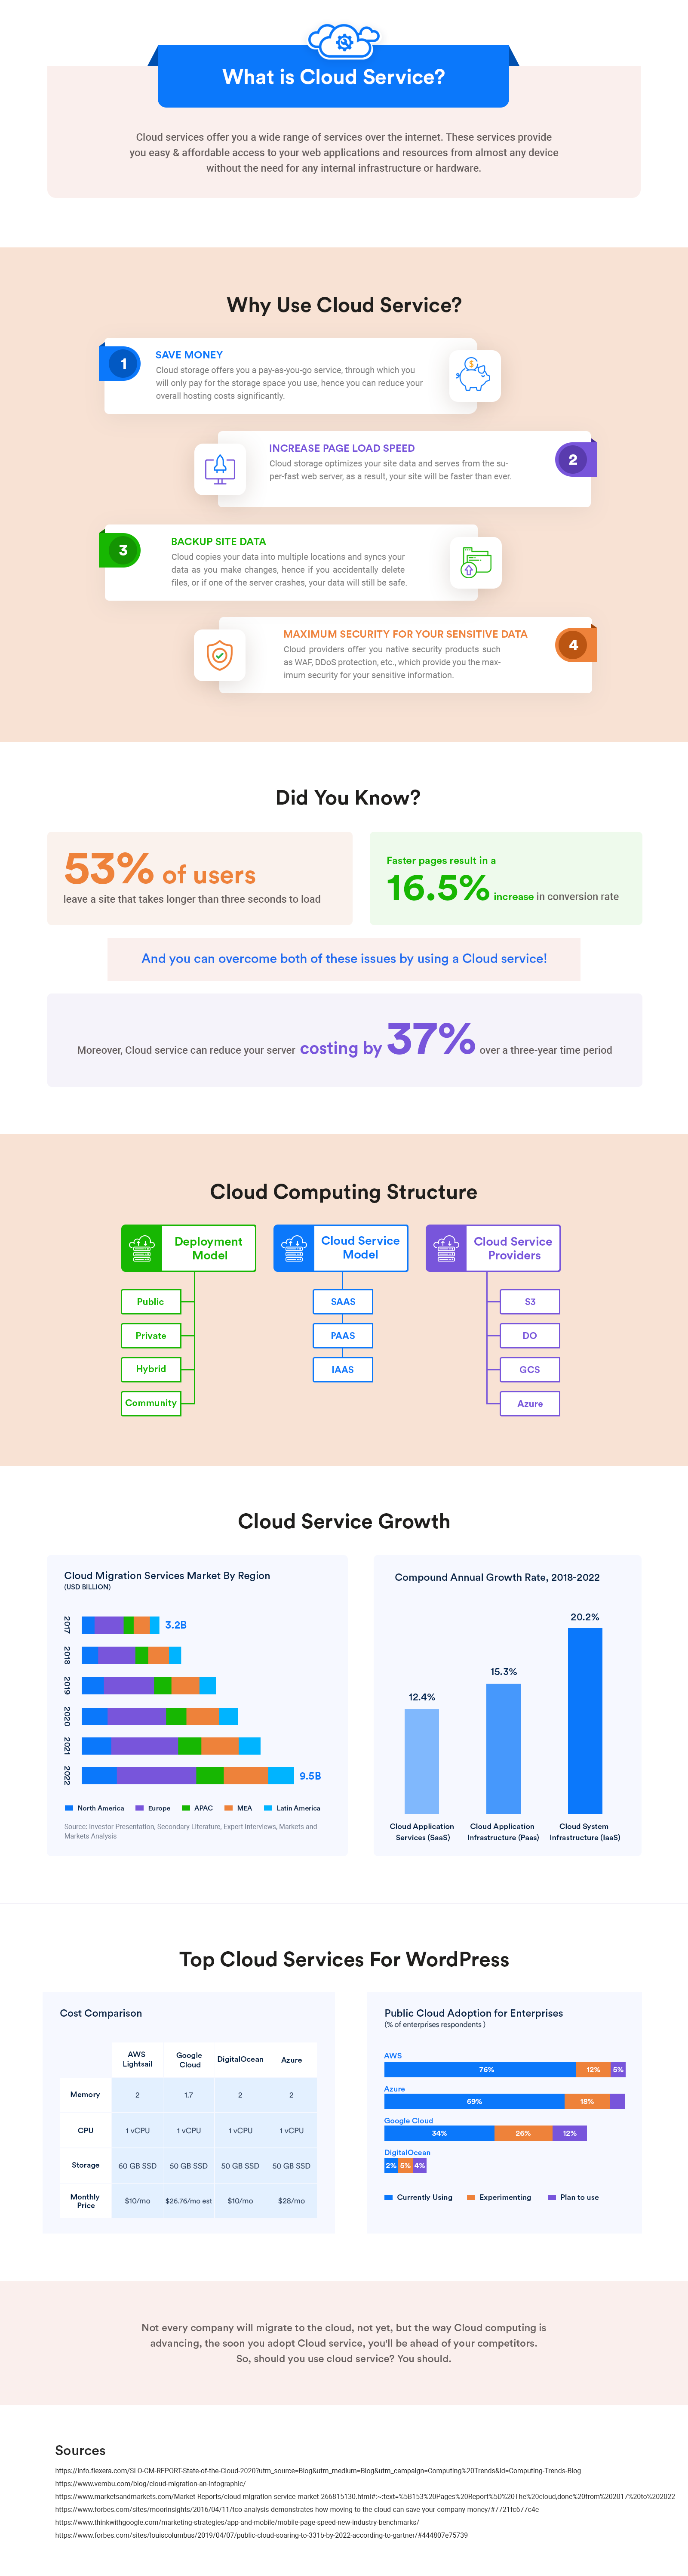 What is Cloud Service?
Cloud services offer you a wide range of services over the internet. These services provide
you easy & affordable access to your web applications and resources from almost any device
without the need for any internal infrastructure or hardware.
Why Use Cloud Service?
1
SAVE MONEY
Cloud storage offers you a pay-as-you-go service, through which you
will only pay for the storage space you use, hence you can reduce your
overall hosting costs significantly.
INCREASE PAGE LOAD SPEED
Cloud storage optimizes your site data and serves from the su-
per-fast web server, as a result, your site will be faster than ever.
2
3
BACKUP SITE DATA
Cloud copies your data into multiple locations and syncs your
data as you make changes, hence if you accidentally delete
files, or if one of the server crashes, your data will still be safe.
MAXIMUM SECURITY FOR YOUR SENSITIVE DATA
Cloud providers offer you native security products such
as WAF, DDoS protection, etc., which provide you the max-
imum security for your sensitive information.
4
Did You Know?
53% of users
leave a site that takes longer than three seconds to load
Faster pages result in a
16.5% increase in conversion rate
And you can overcome both of these issues by using a Cloud service!
Moreover, Cloud service can reduce your server costing by 37% over a three-year time period
Cloud Computing Structure
Deployment
Model
Public
Private
Hybrid
Community
Cloud Service
Model
SAAS
PAAS
IAAS
Cloud Service
Providers
S3
DO
GCS
Azure
Cloud Service Growth
Cloud Migration Services Market By Region
(USD BILLION)
2017
3.2B
2018
2019
2020
2021
2022
9.5B
North America
Europe
APAC
MEA
Latin America
Source: Investor Presentation, Secondary Literature, Expert Interviews, Markets and
Markets Analysis
Compound Annual Growth Rate, 2018-2022
12.4%
15.3%
20.2%
Cloud Application
Services (SaaS)
Cloud Application
Infrastructure (Paas)
Cloud System
Infrastructure (IaaS)
Top Cloud Services For WordPress
Cost Comparison
AWS
Lightsail
Google
Cloud
DigitalOcean
Azure
Memory 2 1.7 2 2
CPU 1 vCPU 1 vCPU 1 vCPU 1 vCPU
Storage 60 GB SSD 50 GB SSD 50 GB SSD 50 GB SSD
Monthly
Price
$10/mo $26.76/mo est $10/mo $28/mo
Public Cloud Adoption for Enterprises
(% of enterprises respondents )
AWS
76% 12% 5%
Azure
69% 18%
Google Cloud
34% 26% 12%
DigitalOcean
2% 5% 4%
Currently Using
Experimenting
Plan to use
Not every company will migrate to the cloud, not yet, but the way Cloud computing is
advancing, the soon you adopt Cloud service, you'll be ahead of your competitors.
So, should you use cloud service? You should.
Sources
https://info.flexera.com/SLO-CM-REPORT-State-of-the-Cloud-2020?utm_source=Blog&utm_medium=Blog&utm_campaign=Computing%20Trends&id=Computing-Trends-Blog
https://www.vembu.com/blog/cloud-migration-an-infographic/
https://www.marketsandmarkets.com/Market-Reports/cloud-migration-service-market-266815130.html#:~:text=%5B153%20Pages%20Report%5D%20The%20cloud,done%20from%202017%20to%202022
https://www.forbes.com/sites/moorinsights/2016/04/11/tco-analysis-demonstrates-how-moving-to-the-cloud-can-save-your-company-money/#7721fc677c4e
https://www.thinkwithgoogle.com/marketing-strategies/app-and-mobile/mobile-page-speed-new-industry-benchmarks/
https://www.forbes.com/sites/louiscolumbus/2019/04/07/public-cloud-soaring-to-331b-by-2022-according-to-gartner/#444807e75739